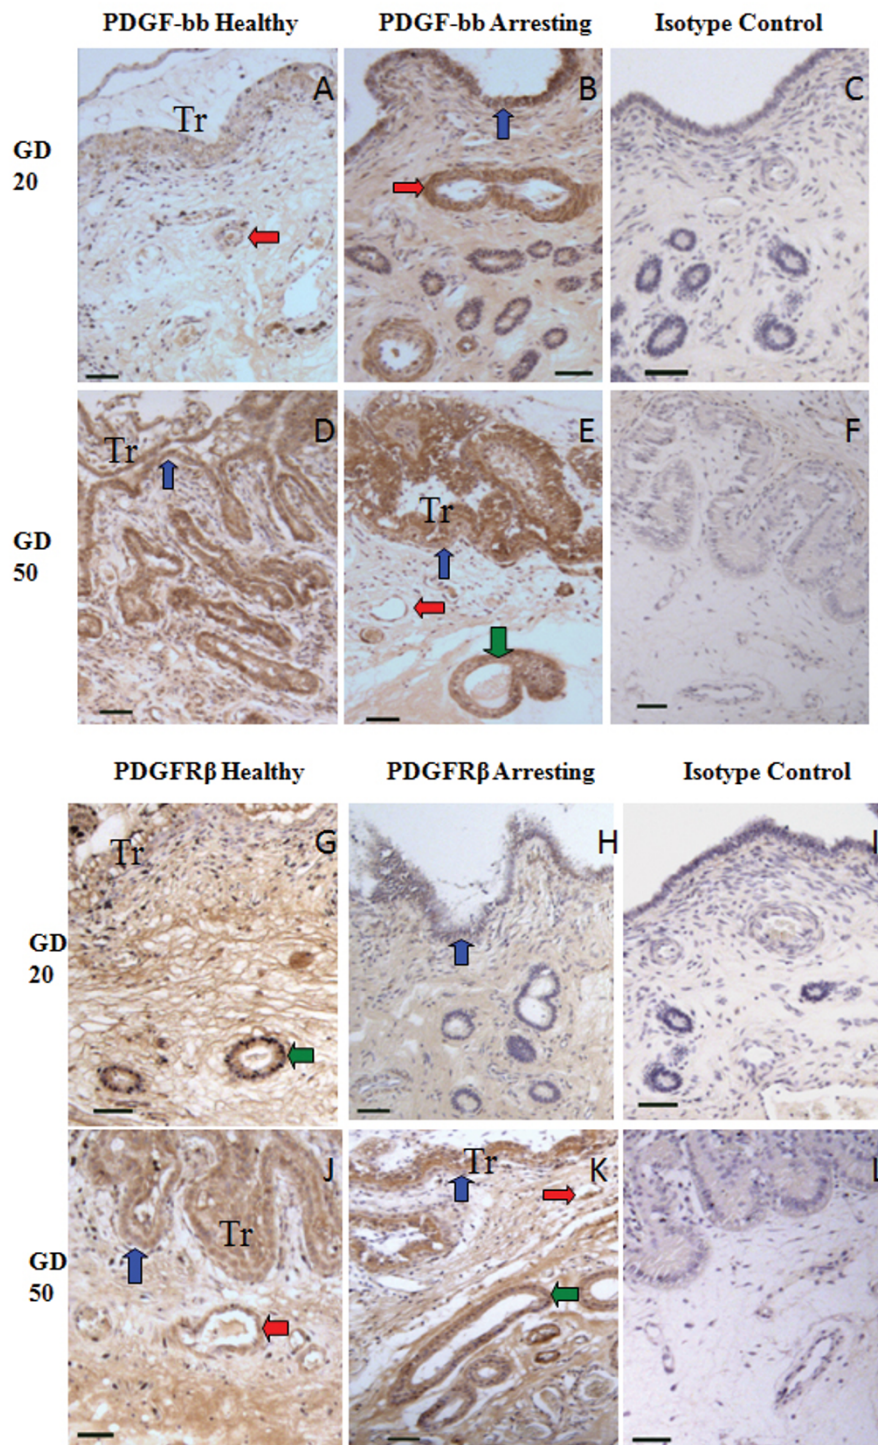 PDGF-bb Healthy PDGF-bb Arresting Isotype Control
GD
20
A
Tr
B
C
GD
50
D
Tr
E
Tr
F
PDGFRβ Healthy PDGFRβ Arresting Isotype Control
GD
20
G
Tr
H
I
GD
50
J
Tr
K
Tr
L